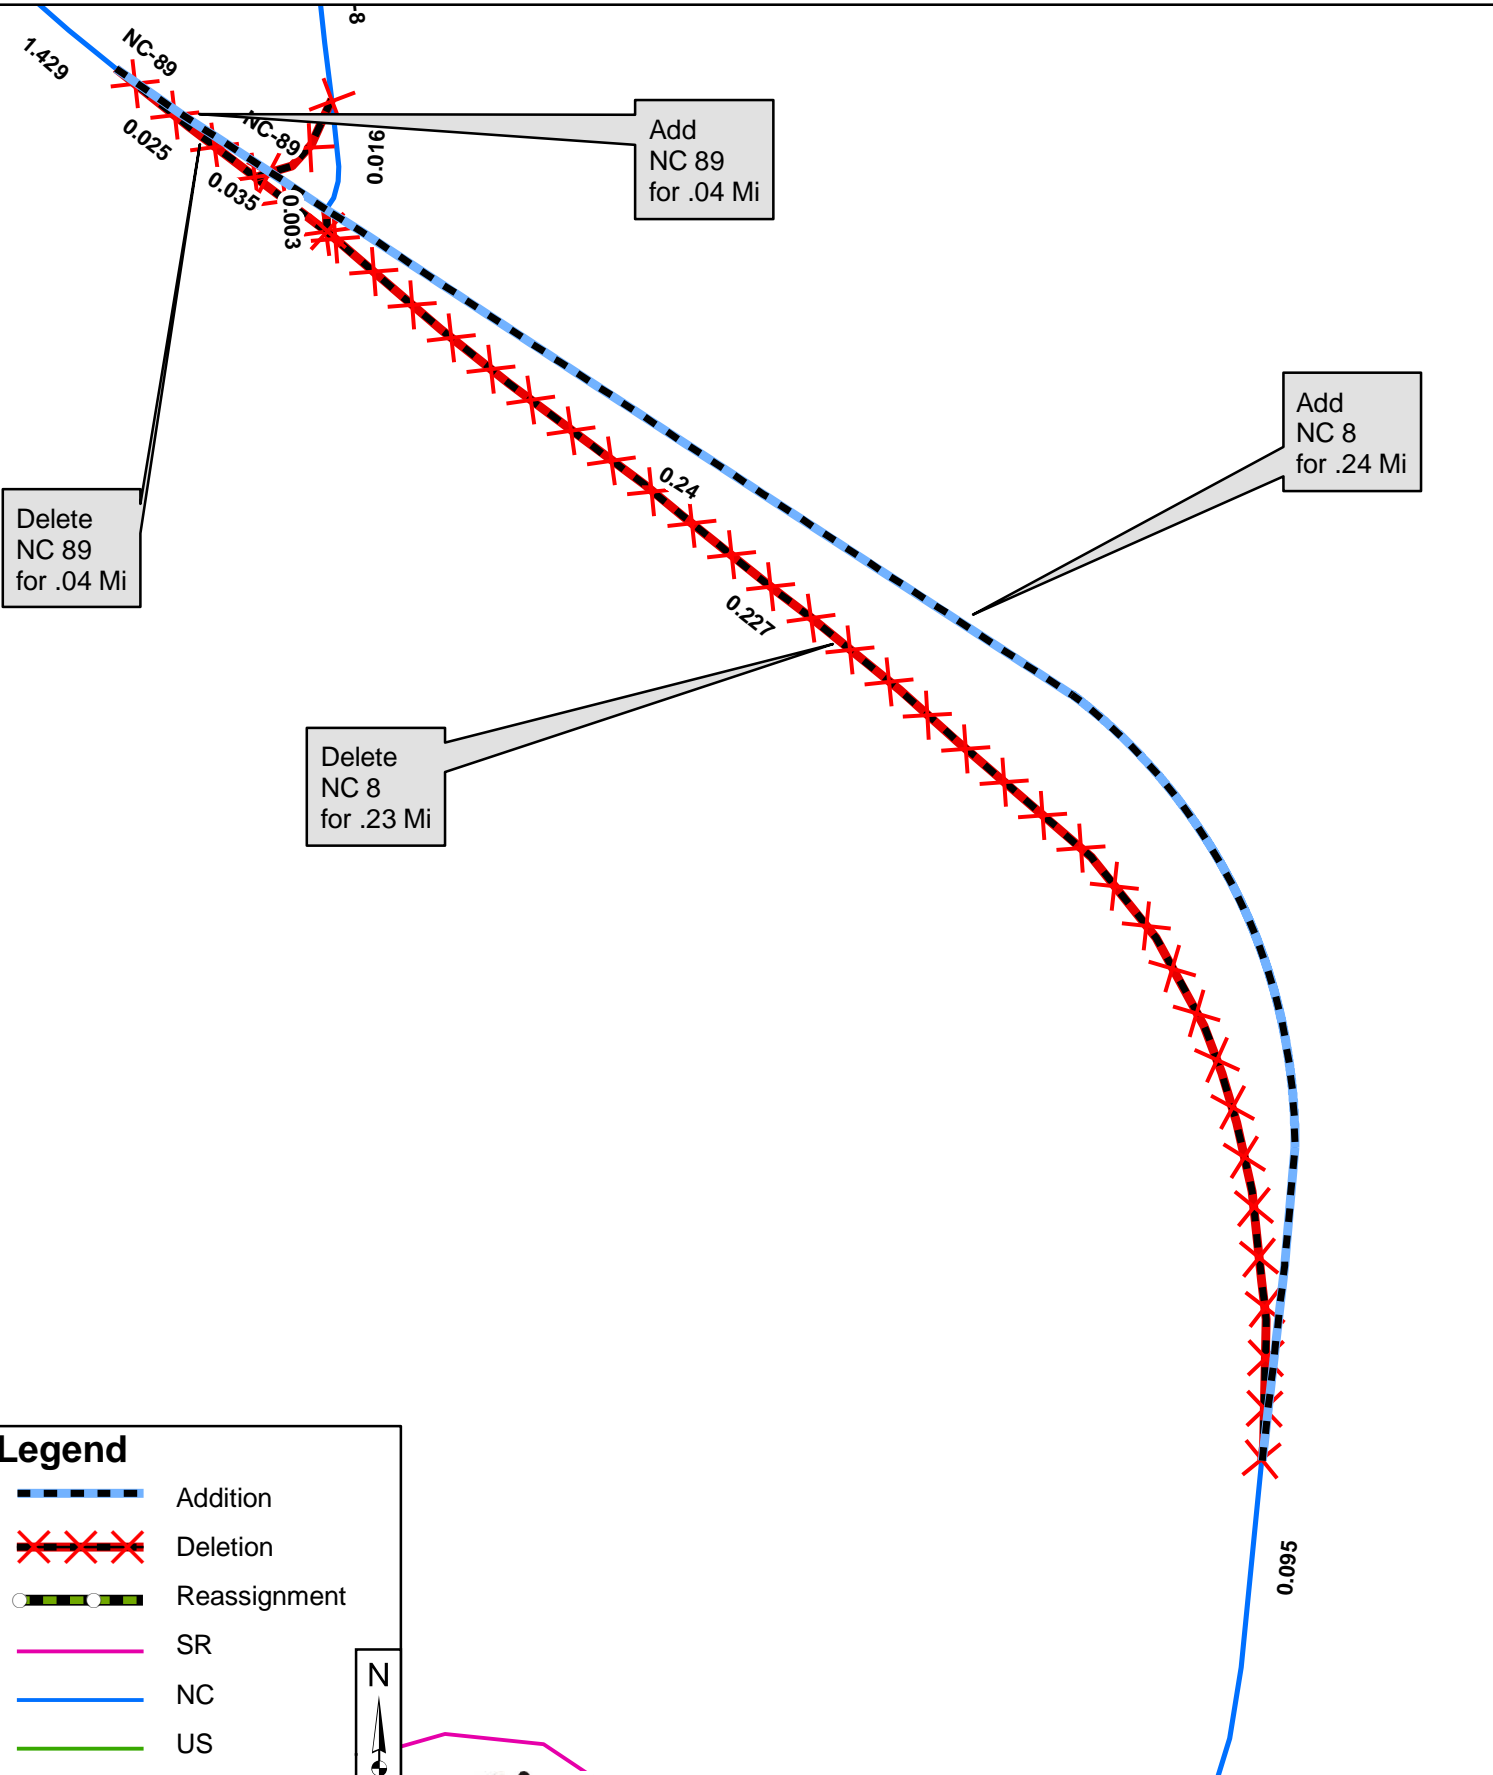 8
1.429
NC-89
NC-89
0.025
0.016
0.035
0.003
Add
NC 89
for .04 Mi
Add
NC 8
for .24 Mi
0.24
Delete
NC 89
for .04 Mi
0.227
Delete
NC 8
for .23 Mi
0.095
Legend
Addition
Deletion
Reassignment
SR
NC
US
N